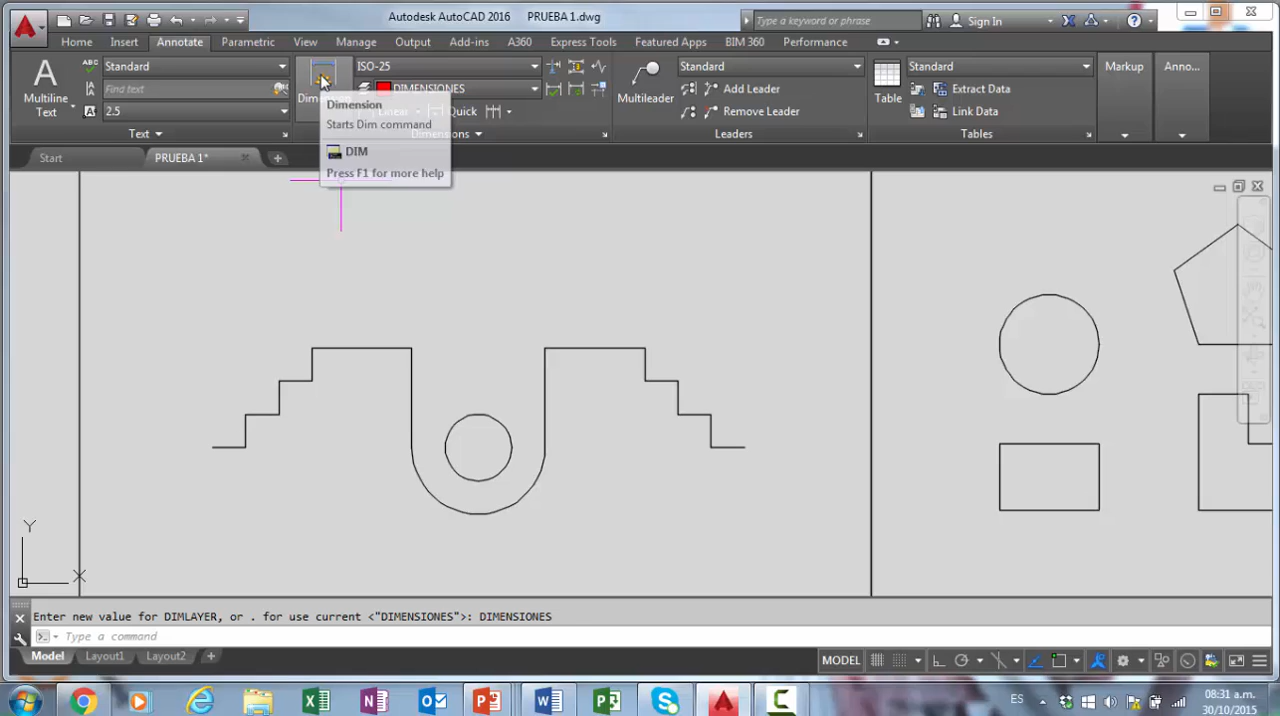 Autodesk AutoCAD 2018 PRUEBA 1.dwg
Type a keyword or phrase
Sign In
Home Insert Annotate Parametric View Manage Output Add-ins A360 Express Tools Featured Apps BIM 360 Performance
Multiline
Text
Standard
Find text
2.5
Text
ISO-25
DIMENSIONES
Quick
Dimensions
Dimension
Starts Dim command
DIM
Press F1 for more help
Multileader
Standard
Add Leader
Remove Leader
Leaders
Table
Standard
Extract Data
Link Data
Tables
Markup
Anno...
Start
PRUEBA 1*
Y
X
Enter new value for DIMLAYER, or . for use current <"DIMENSIONES">: DIMENSIONES
Type a command
Model Layout1 Layout2
MODEL
ES
08:31 a.m.
30/10/2015